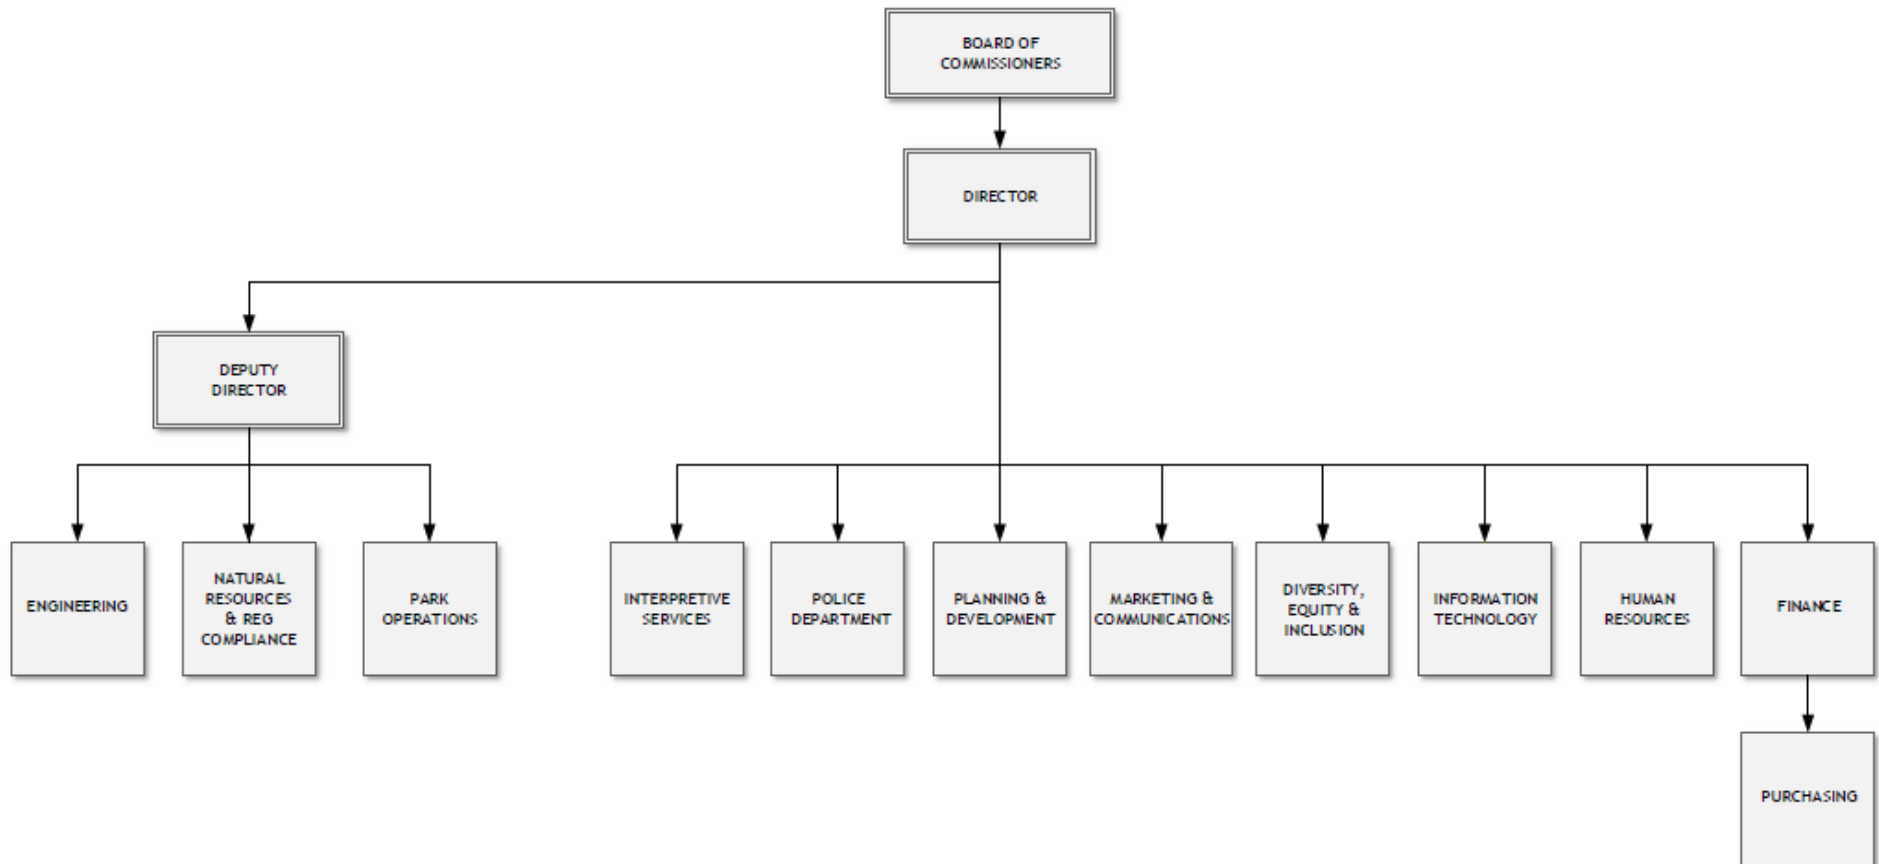 BOARD OF
COMMISSIONERS
DIRECTOR
DEPUTY
DIRECTOR
ENGINEERING
NATURAL
RESOURCES
& REG
COMPLIANCE
PARK
OPERATIONS
INTERPRETIVE
SERVICES
POLICE
DEPARTMENT
PLANNING &
DEVELOPMENT
MARKETING &
COMMUNICATIONS
DIVERSITY,
EQUITY &
INCLUSION
INFORMATION
TECHNOLOGY
HUMAN
RESOURCES
FINANCE
PURCHASING